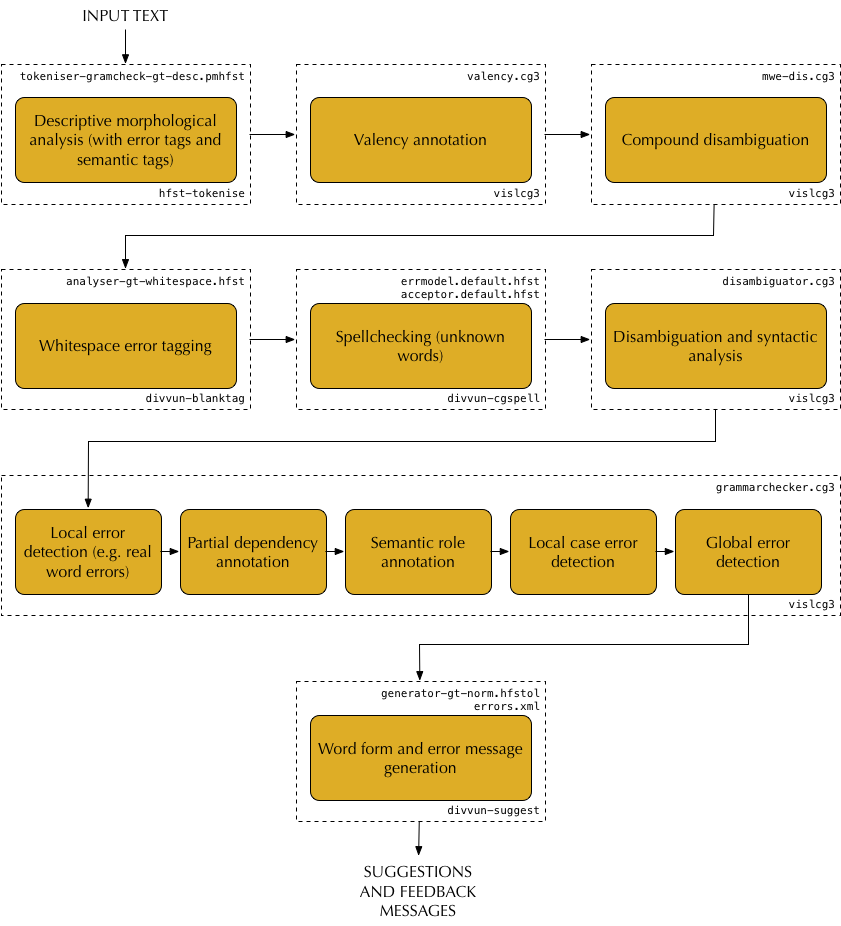 INPUT TEXT
tokeniser-gramcheck-gt-desc.pmhfst
Descriptive morphological
analysis (with error tags and
semantic tags)
hfst-tokenise
valency.cg3
Valency annotation
vislcg3
mwe-dis.cg3
Compound disambiguation
vislcg3
analyser-gt-whitespace.hfst
Whitespace error tagging
divvun-blanktag
errmodel.default.hfst
acceptor.default.hfst
Spellchecking (unknown
words)
divvun-cgspell
disambiguator.cg3
Disambiguation and syntactic
analysis
vislcg3
grammarchecker.cg3
Local error
detection (e.g. real
word errors)
Partial dependency
annotation
Semantic role
annotation
Local case error
detection
Global error
detection
vislcg3
generator-gt-norm.hfstol
errors.xml
Word form and error message
generation
divvun-suggest
SUGGESTIONS
AND FEEDBACK
MESSAGES